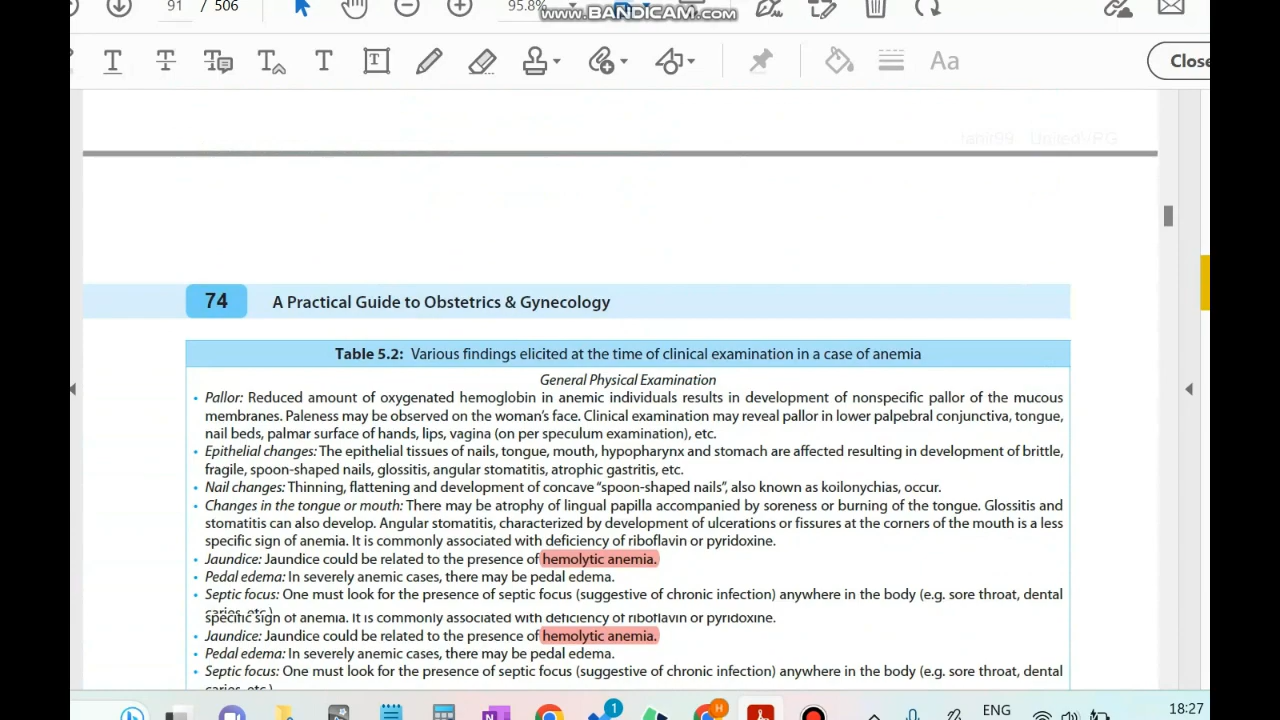 91 / 506
95.8%
www.BANDICAM.com
T T T T T T Aa
Close
74 A Practical Guide to Obstetrics & Gynecology
Table 5.2: Various findings elicited at the time of clinical examination in a case of anemia
General Physical Examination
• Pallor: Reduced amount of oxygenated hemoglobin in anemic individuals results in development of nonspecific pallor of the mucous
membranes. Paleness may be observed on the woman's face. Clinical examination may reveal pallor in lower palpebral conjunctiva, tongue,
nail beds, palmar surface of hands, lips, vagina (on per speculum examination), etc.
• Epithelial changes: The epithelial tissues of nails, tongue, mouth, hypopharynx and stomach are affected resulting in development of brittle,
fragile, spoon-shaped nails, glossitis, angular stomatitis, atrophic gastritis, etc.
• Nail changes: Thinning, flattening and development of concave "spoon-shaped nails", also known as koilonychias, occur.
• Changes in the tongue or mouth: There may be atrophy of lingual papilla accompanied by soreness or burning of the tongue. Glossitis and
stomatitis can also develop. Angular stomatitis, characterized by development of ulcerations or fissures at the corners of the mouth is a less
specific sign of anemia. It is commonly associated with deficiency of riboflavin or pyridoxine.
• Jaundice: Jaundice could be related to the presence of hemolytic anemia.
• Pedal edema: In severely anemic cases, there may be pedal edema.
• Septic focus: One must look for the presence of septic focus (suggestive of chronic infection) anywhere in the body (e.g. sore throat, dental
caries, etc.)
specific sign of anemia. It is commonly associated with deficiency of riboflavin or pyridoxine.
• Jaundice: Jaundice could be related to the presence of hemolytic anemia.
• Pedal edema: In severely anemic cases, there may be pedal edema.
• Septic focus: One must look for the presence of septic focus (suggestive of chronic infection) anywhere in the body (e.g. sore throat, dental
caries, etc.)
1
H
ENG
18:27